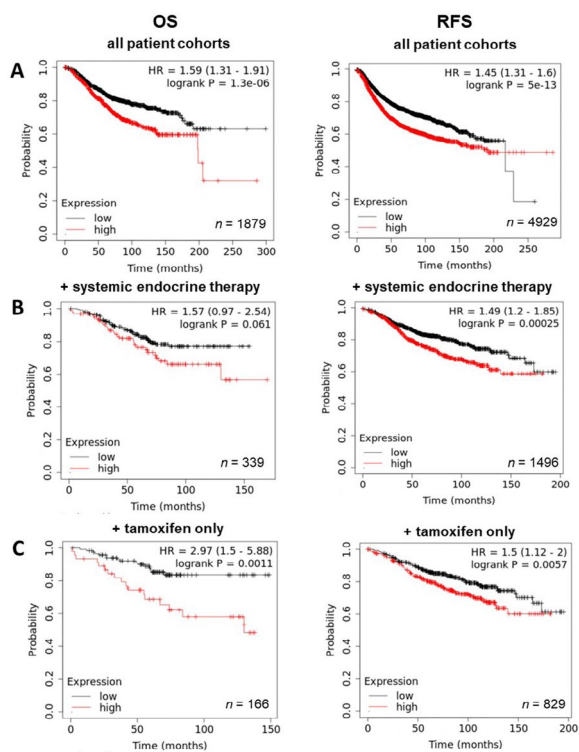 OS
all patient cohorts
RFS
all patient cohorts
A
HR = 1.59 (1.31 - 1.91)
logrank P = 1.3e-06
Probability
1.0
0.8
0.6
0.4
0.2
0.0
Expression
low
high
n = 1879
0 50 100 150 200 250 300
Time (months)
HR = 1.45 (1.31 - 1.6)
logrank P = 5e-13
Probability
1.0
0.8
0.6
0.4
0.2
0.0
Expression
low
high
n = 4929
0 50 100 150 200 250
Time (months)
+ systemic endocrine therapy
+ systemic endocrine therapy
B
HR = 1.57 (0.97 - 2.54)
logrank P = 0.061
Probability
1.0
0.8
0.6
0.4
0.2
0.0
Expression
low
high
n = 339
0 50 100 150
Time (months)
HR = 1.49 (1.2 - 1.85)
logrank P = 0.00025
Probability
1.0
0.8
0.6
0.4
0.2
0.0
Expression
low
high
n = 1496
0 50 100 150 200
Time (months)
+ tamoxifen only
+ tamoxifen only
C
HR = 2.97 (1.5 - 5.88)
logrank P = 0.0011
Probability
1.0
0.8
0.6
0.4
0.2
0.0
Expression
low
high
n = 166
0 50 100 150
Time (months)
HR = 1.5 (1.12 - 2)
logrank P = 0.0057
Probability
1.0
0.8
0.6
0.4
0.2
0.0
Expression
low
high
n = 829
0 50 100 150 200
Time (months)